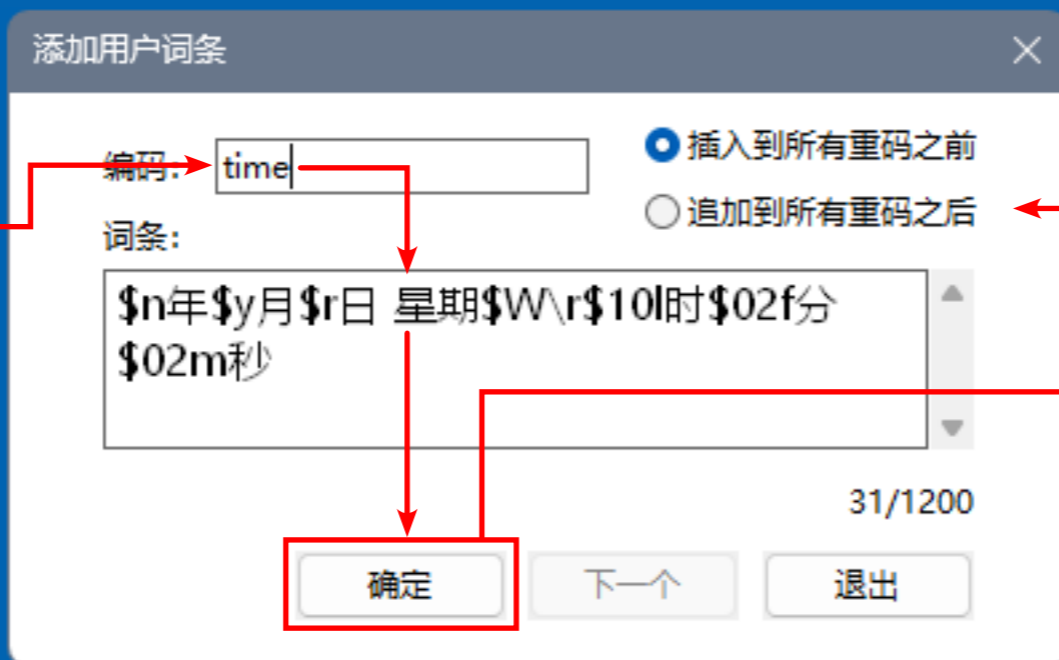 添加用户词条
编码：
time
插入到所有重码之前
追加到所有重码之后
词条：
$n年$y月$r日 星期$W\r$10l时$02f分
$02m秒
31/1200
确定
下一个
退出